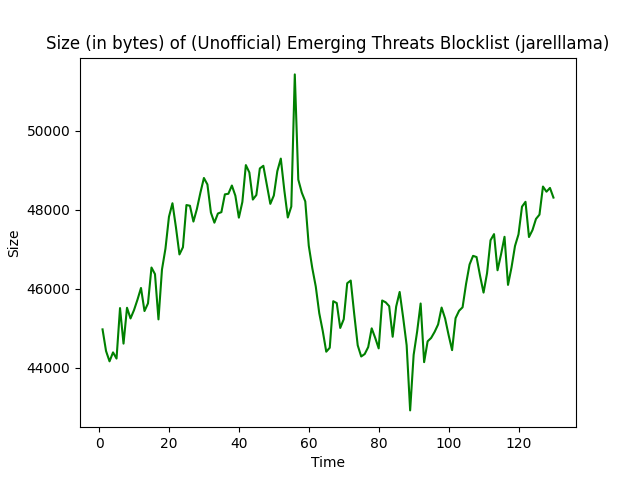 Size (in bytes) of (Unofficial) Emerging Threats Blocklist (jarelllama)
50000
48000
46000
44000
Size
0 20 40 60 80 100 120
Time